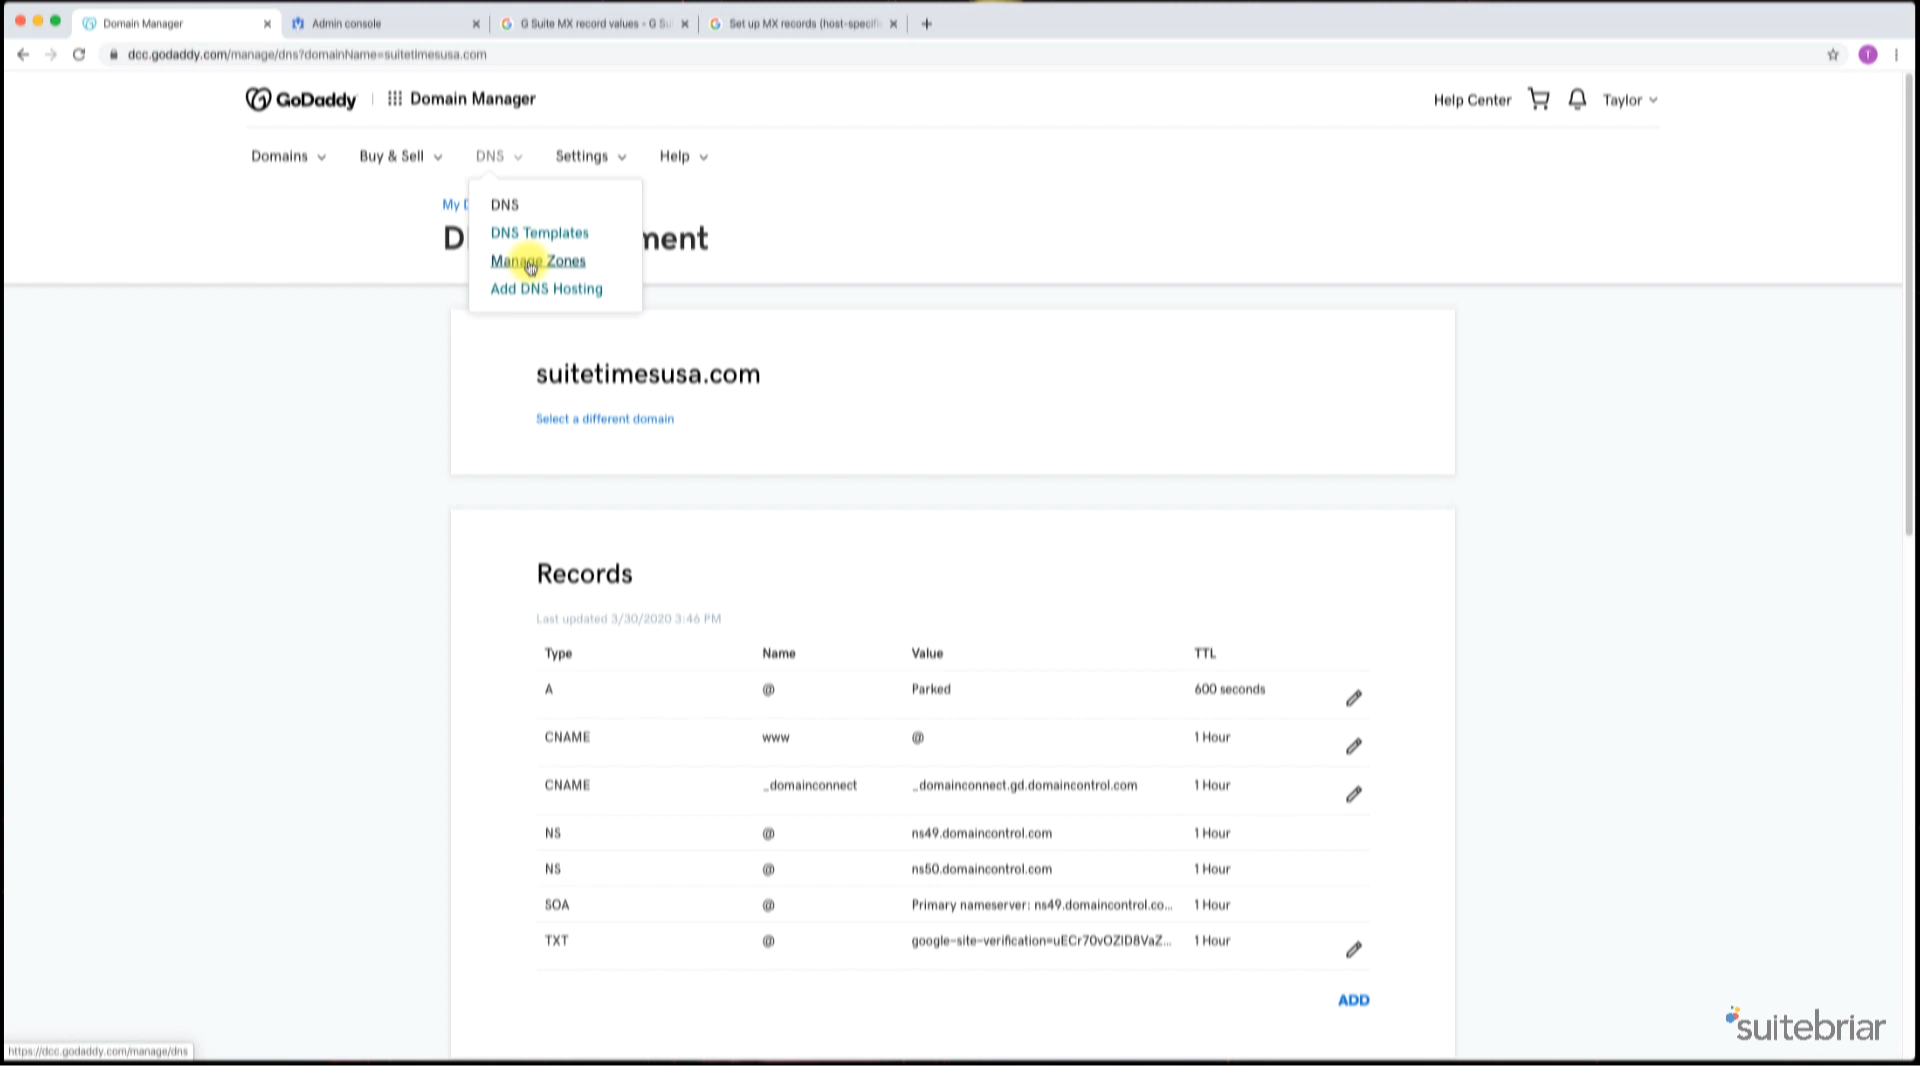 Domain Manager
Admin console
G Suite MX record values - G Su
Set up MX records (host-specifi
dcc.godaddy.com/manage/dns?domainName=suitetimesusa.com
GoDaddy
Domain Manager
Help Center
Taylor
Domains
Buy & Sell
DNS
Settings
Help
My D
DNS
DNS Templates
D
ment
Manage Zones
Add DNS Hosting
suitetimesusa.com
Select a different domain
Records
Last updated 3/30/2020 3:46 PM
Type Name Value TTL
A @ Parked 600 seconds
CNAME www @ 1 Hour
CNAME _domainconnect _domainconnect.gd.domaincontrol.com 1 Hour
NS @ ns49.domaincontrol.com 1 Hour
NS @ ns50.domaincontrol.com 1 Hour
SOA @ Primary nameserver: ns49.domaincontrol.co... 1 Hour
TXT @ google-site-verification=uECr70vOZID8VaZ... 1 Hour
ADD
suitebriar
https://dcc.godaddy.com/manage/dns